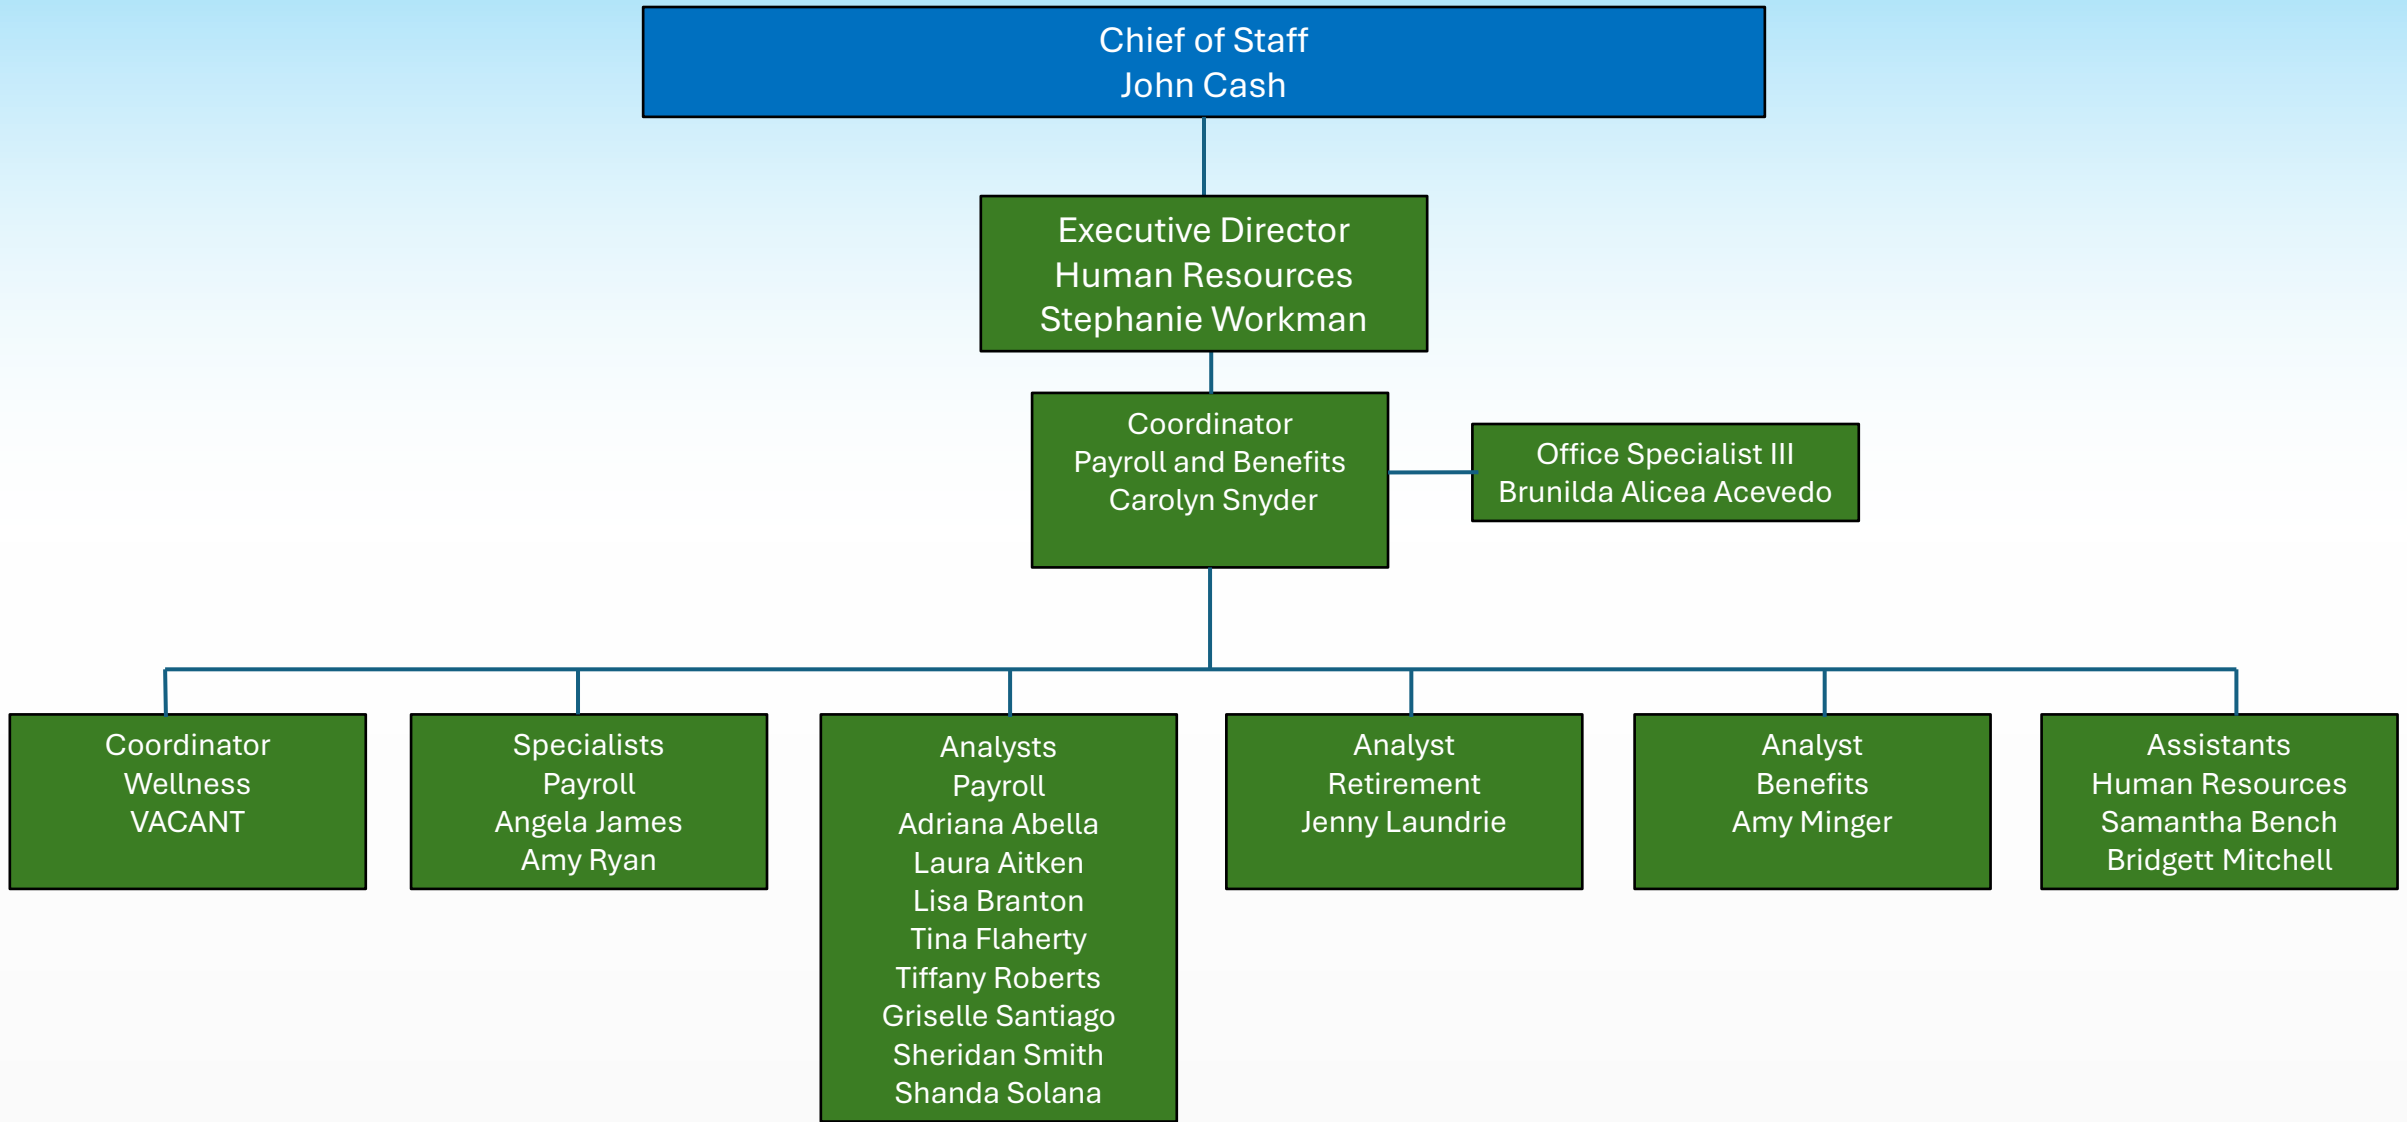 Chief of Staff
John Cash
Executive Director
Human Resources
Stephanie Workman
Coordinator
Payroll and Benefits
Carolyn Snyder
Office Specialist III
Brunilda Alicea Acevedo
Coordinator
Wellness
VACANT
Specialists
Payroll
Angela James
Amy Ryan
Analysts
Payroll
Adriana Abella
Laura Aitken
Lisa Branton
Tina Flaherty
Tiffany Roberts
Griselle Santiago
Sheridan Smith
Shanda Solana
Analyst
Retirement
Jenny Laundrie
Analyst
Benefits
Amy Minger
Assistants
Human Resources
Samantha Bench
Bridgett Mitchell